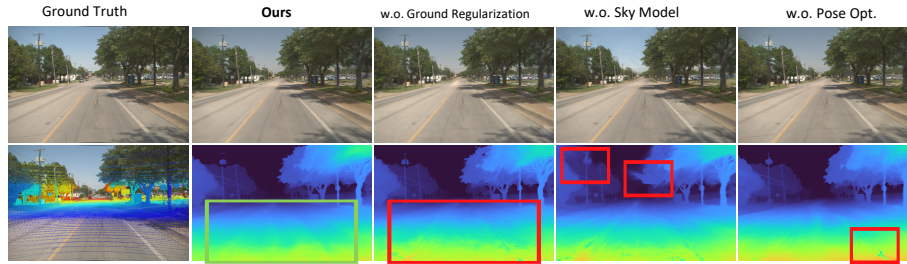 Ground Truth
Ours
w.o. Ground Regularization
w.o. Sky Model
w.o. Pose Opt.